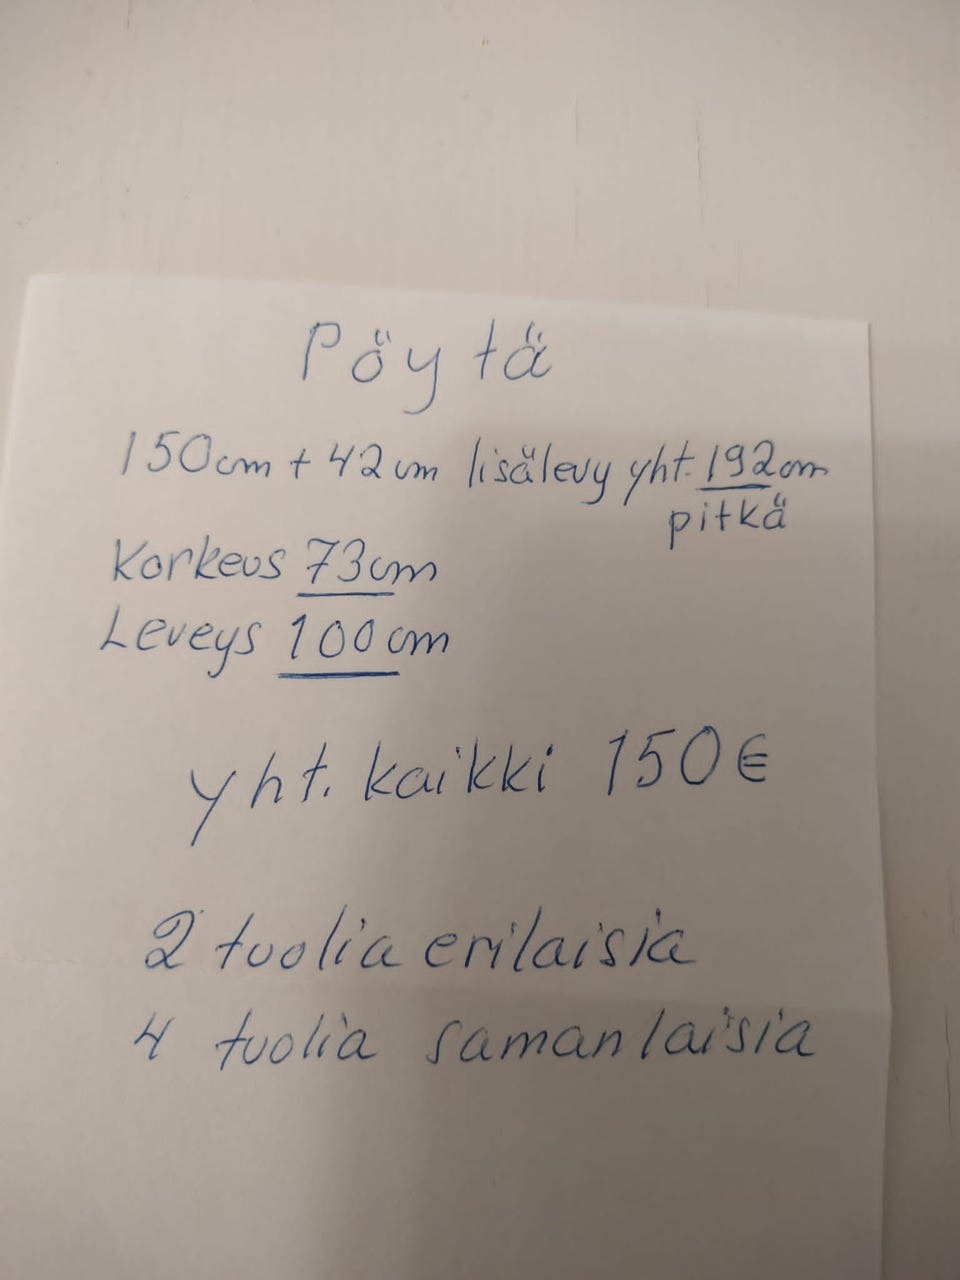 Pöytä
150cm + 42cm lisälevy yht. 192cm
pitkä
Korkeus 73cm
Leveys 100cm
yht. kaikki 150€
2 tuolia erilaisia
4 tuolia samanlaisia